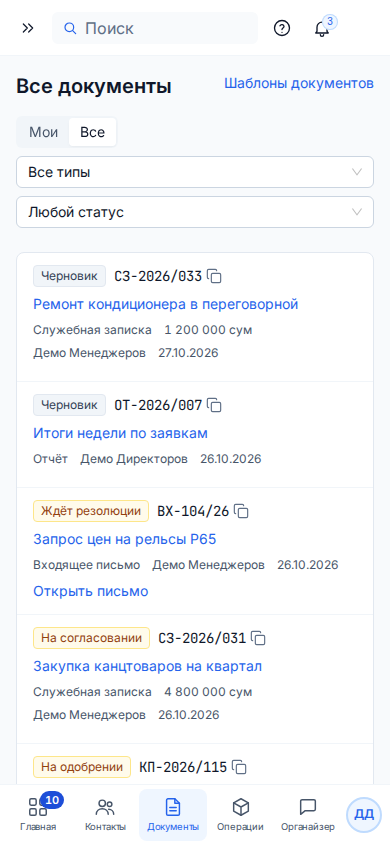 Поиск
3
Все документы
Шаблоны документов
Мои Все
Все типы
Любой статус
Черновик СЗ-2026/033
Ремонт кондиционера в переговорной
Служебная записка 1 200 000 сум
Демо Менеджеров 27.10.2026
Черновик ОТ-2026/007
Итоги недели по заявкам
Отчёт Демо Директоров 26.10.2026
Ждёт резолюции ВХ-104/26
Запрос цен на рельсы Р65
Входящее письмо Демо Менеджеров 26.10.2026
Открыть письмо
На согласовании СЗ-2026/031
Закупка канцтоваров на квартал
Служебная записка 4 800 000 сум
Демо Менеджеров 26.10.2026
На одобрении КП-2026/115
10
Главная Контакты Документы Операции Органайзер ДД